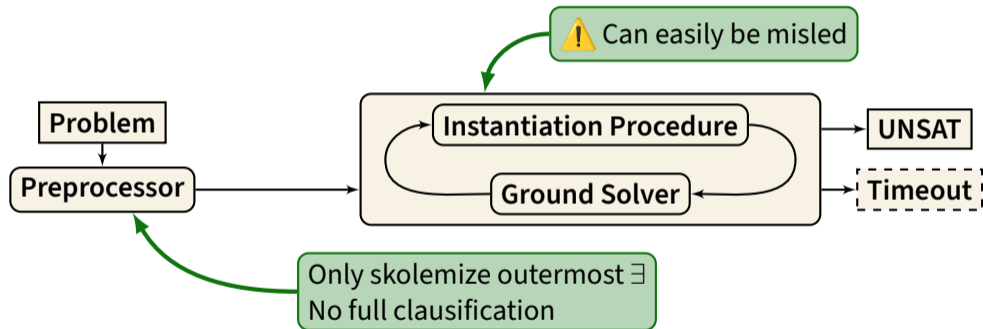 ⚠️ Can easily be misled
Problem
Instantiation Procedure
UNSAT
Preprocessor
Ground Solver
Timeout
Only skolemize outermost ∃
No full clausification